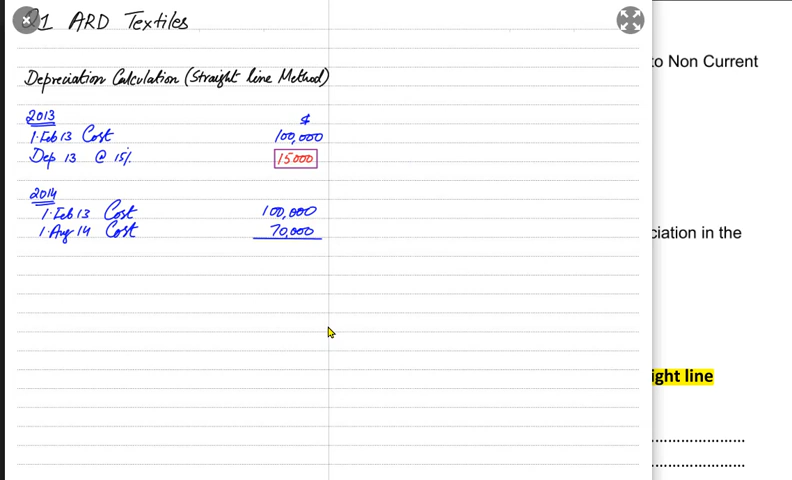 Q1 ARD Textiles
to Non Current
Depreciation Calculation (Straight line Method)
2013 $
1.Feb 13 Cost 100,000
Dep 13 @ 15% 15000
2014
1.Feb 13 Cost 100,000
1.Aug 14 Cost 70,000
ciation in the
ight line
........................
........................